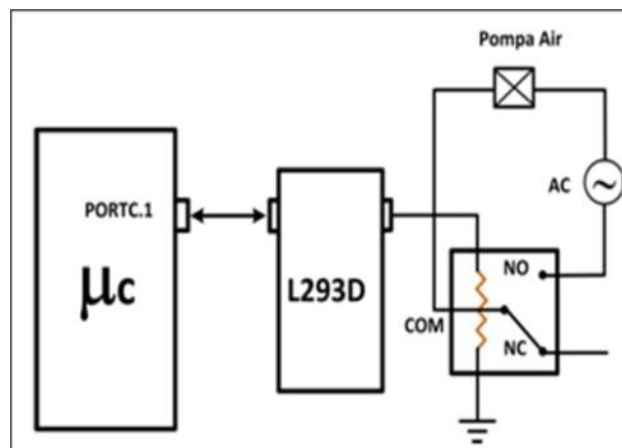 Pompa Air
PORTC.1
AC
μc
L293D
NO
COM
NC